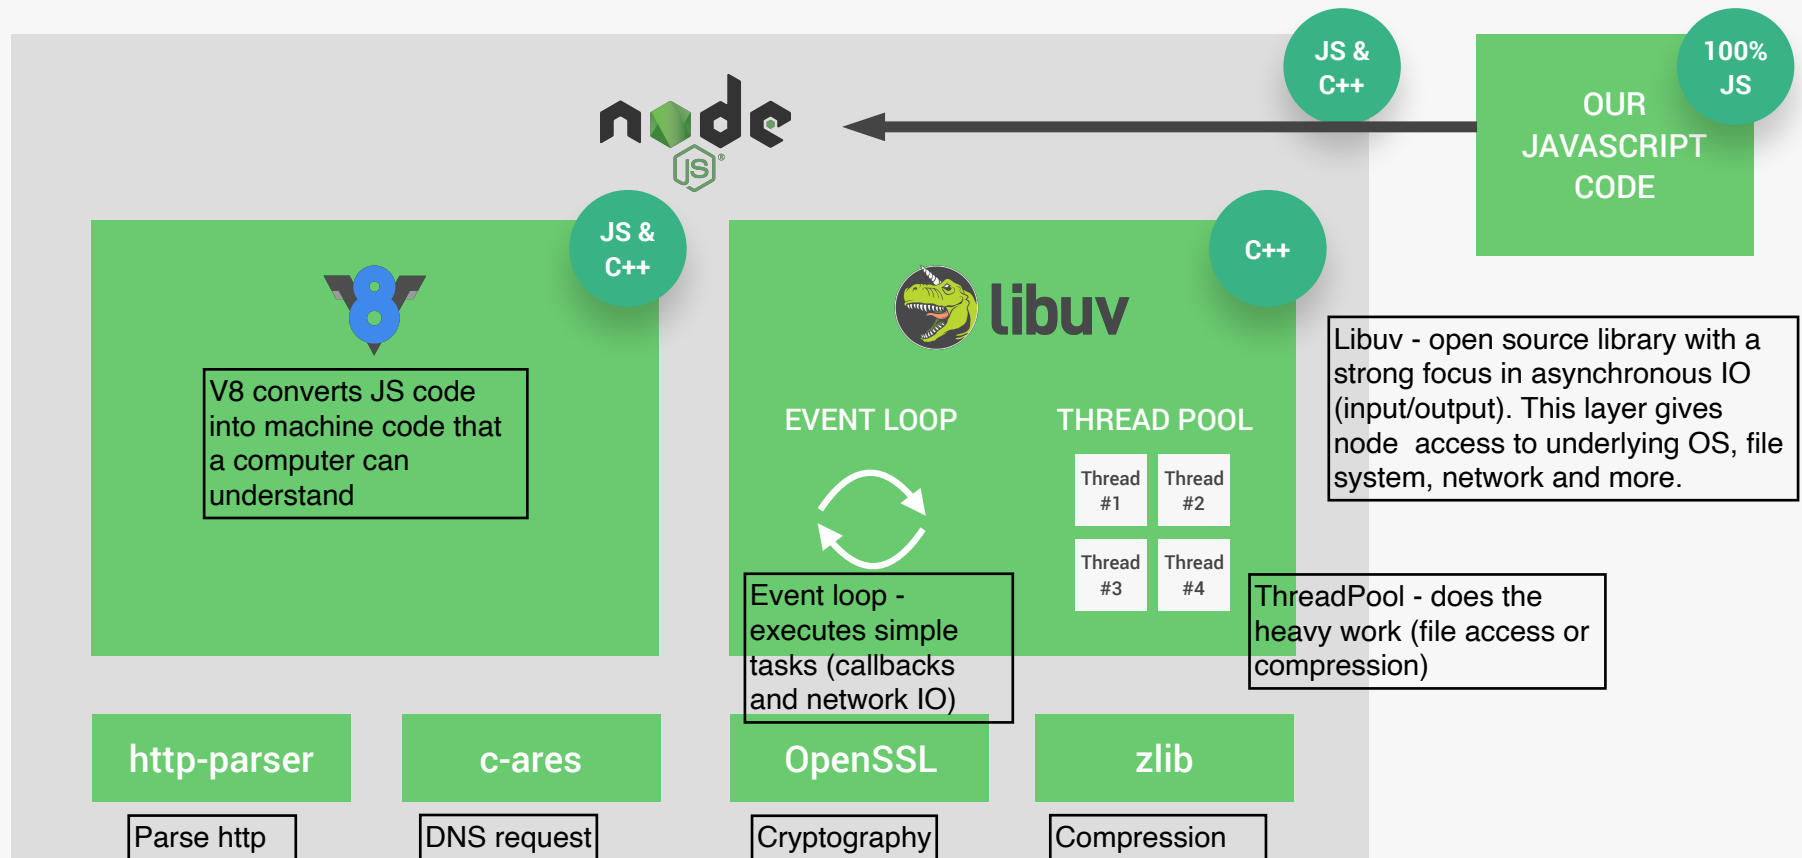 JS &
C++
100%
JS
node
JS®
OUR
JAVASCRIPT
CODE
JS &
C++
C++
V8
libuv
V8 converts JS code
into machine code that
a computer can
understand
EVENT LOOP
THREAD POOL
Thread
#1
Thread
#2
Thread
#3
Thread
#4
Libuv - open source library with a
strong focus in asynchronous IO
(input/output). This layer gives
node  access to underlying OS, file
system, network and more.
Event loop -
executes simple
tasks (callbacks
and network IO)
ThreadPool - does the
heavy work (file access or
compression)
http-parser
c-ares
OpenSSL
zlib
Parse http
DNS request
Cryptography
Compression